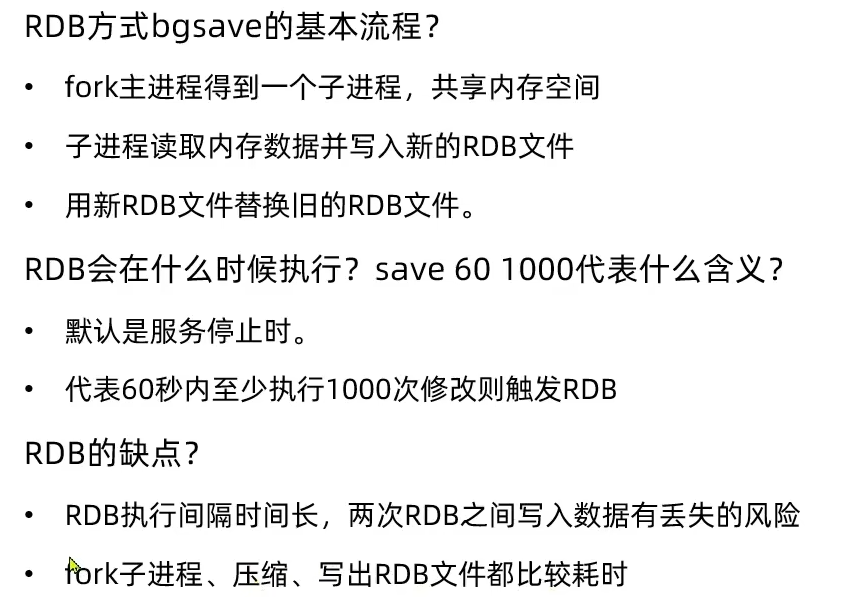 RDB方式bgsave的基本流程？
• fork主进程得到一个子进程，共享内存空间
• 子进程读取内存数据并写入新的RDB文件
• 用新RDB文件替换旧的RDB文件。
RDB会在什么时候执行？save 60 1000代表什么含义？
• 默认是服务停止时。
• 代表60秒内至少执行1000次修改则触发RDB
RDB的缺点？
• RDB执行间隔时间长，两次RDB之间写入数据有丢失的风险
• fork子进程、压缩、写出RDB文件都比较耗时